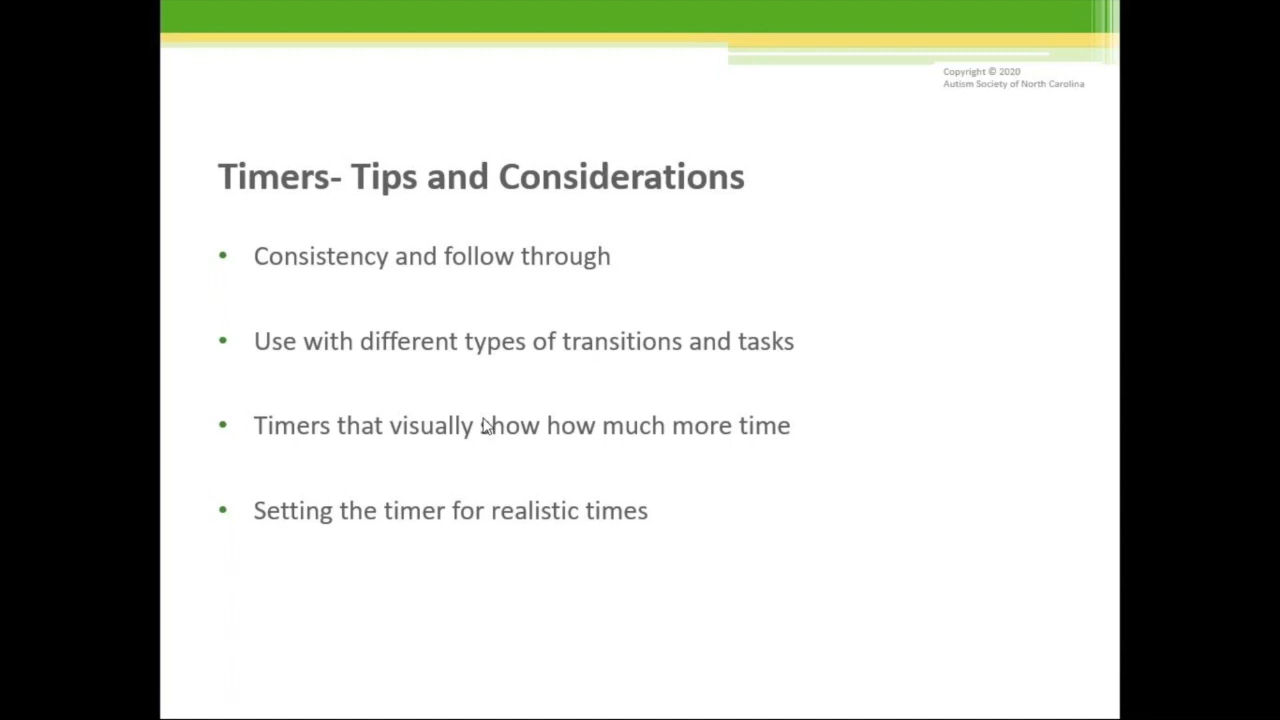 Copyright © 2020
Autism Society of North Carolina
Timers- Tips and Considerations
• Consistency and follow through
• Use with different types of transitions and tasks
• Timers that visually show how much more time
• Setting the timer for realistic times